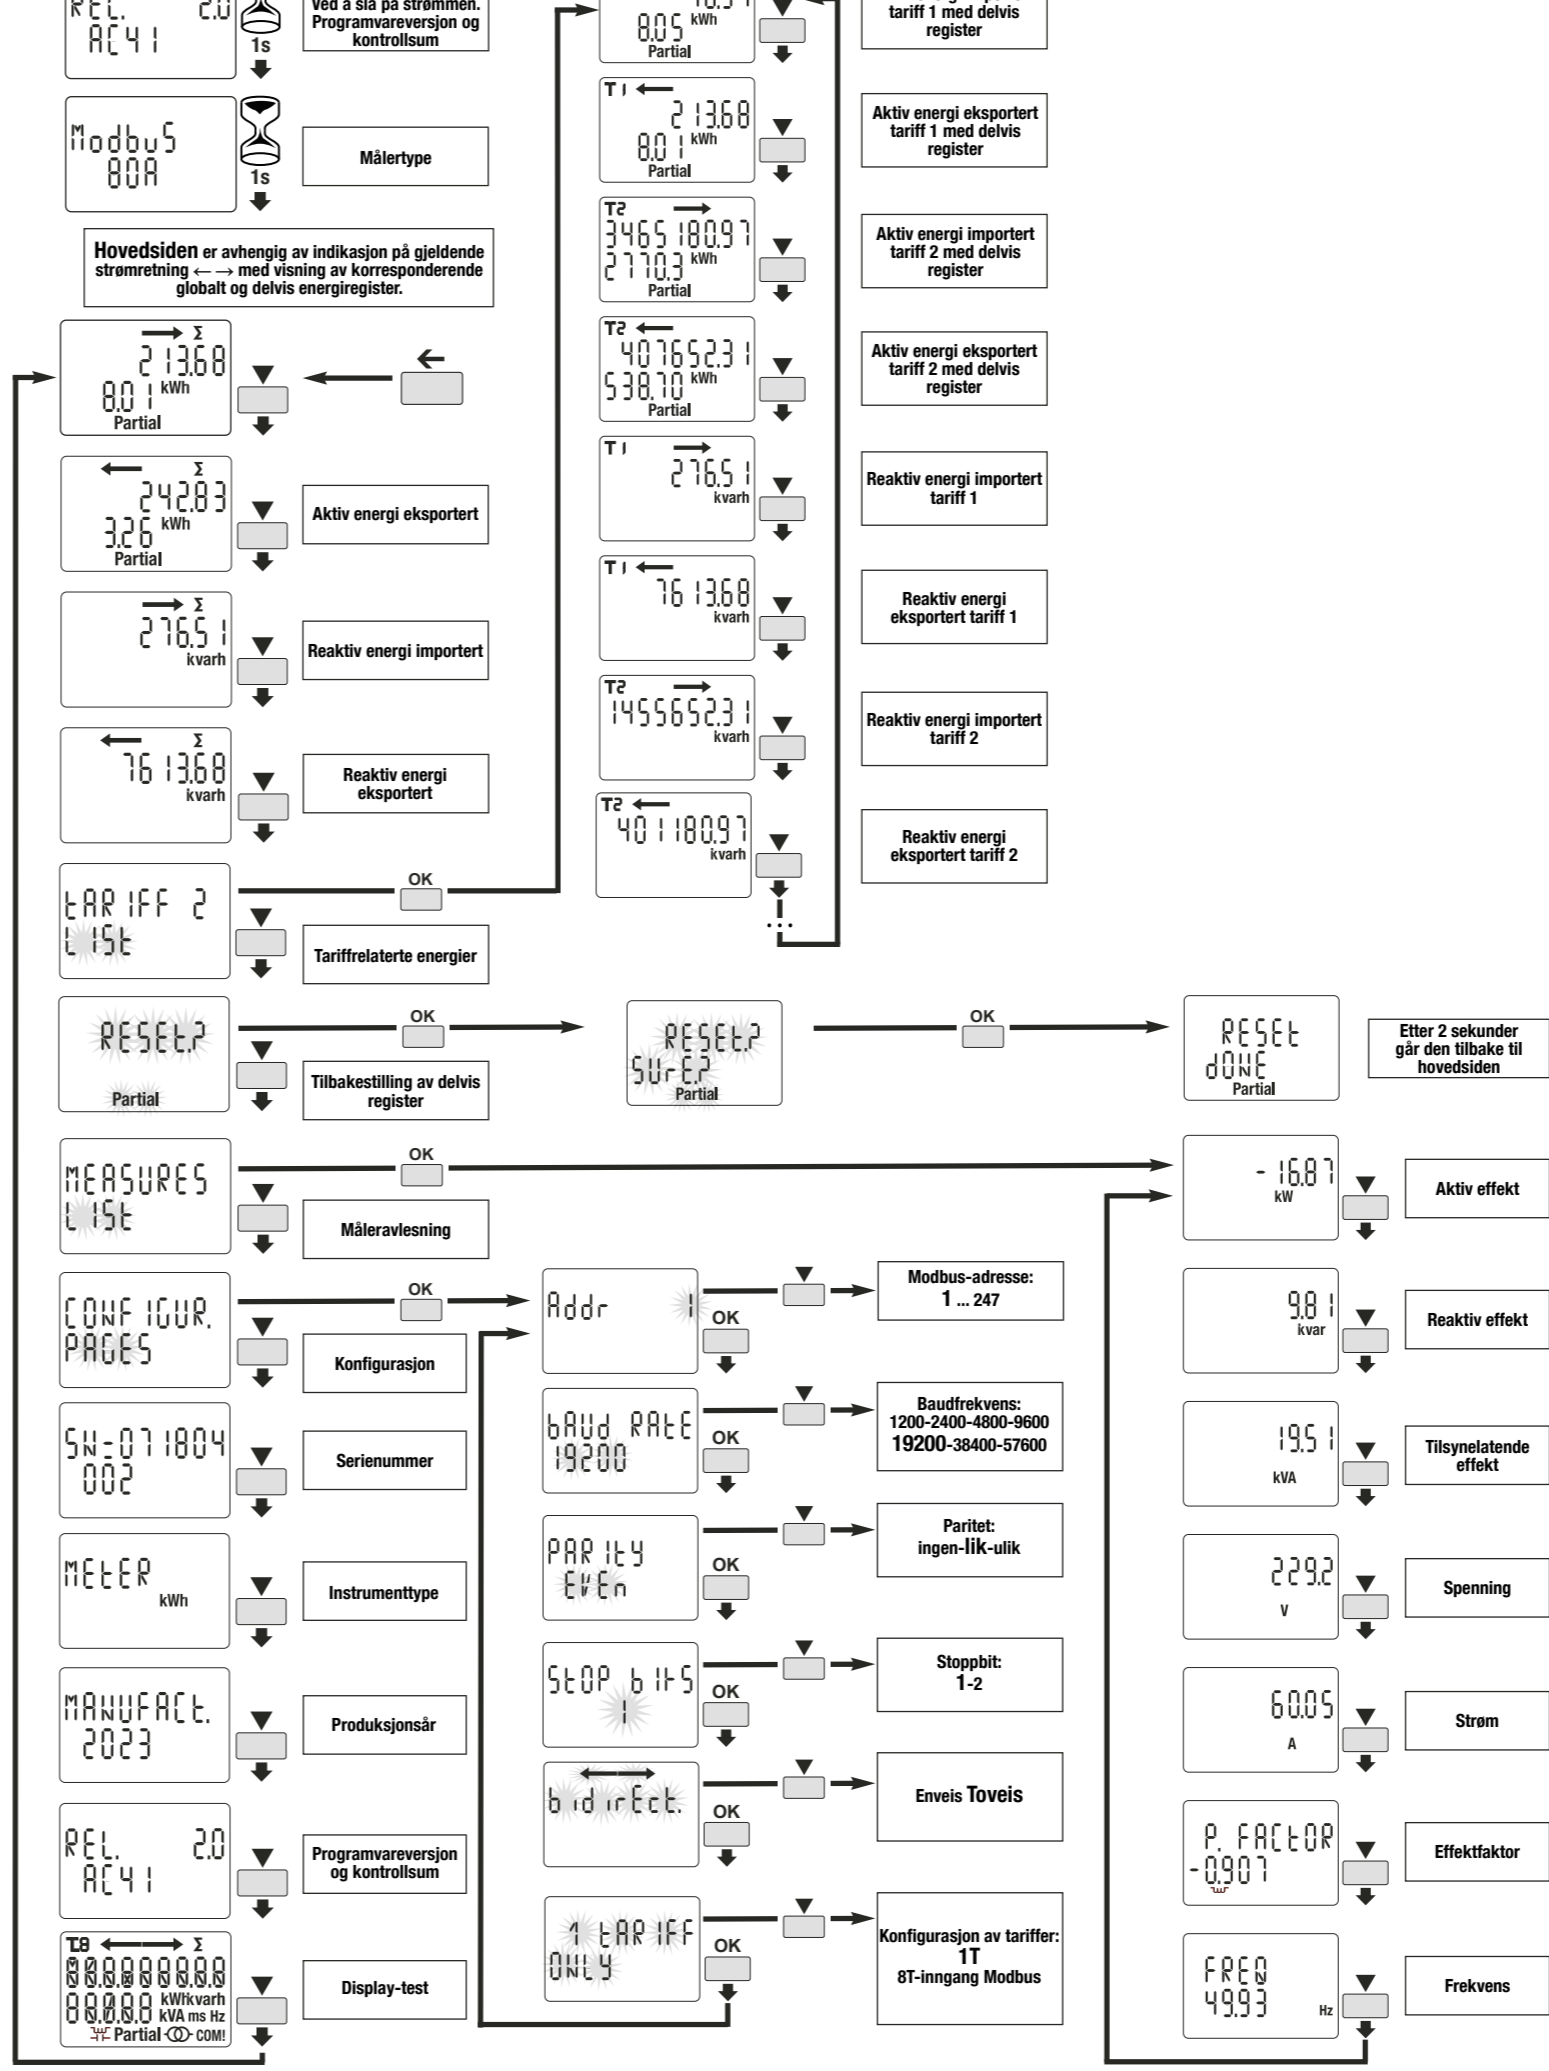 REL. 2.0
AC41
1s
Ved å slå på strømmen.
Programvareversjon og
kontrollsum
Modbus
80A
1s
Målertype
Hovedsiden er avhengig av indikasjon på gjeldende
strømretning ←→ med visning av korresponderende
globalt og delvis energiregister.
→ Σ
213.68
8.01 kWh
Partial
←
← Σ
242.83
3.26 kWh
Partial
Aktiv energi eksportert
→ Σ
276.51
kvarh
Reaktiv energi importert
← Σ
7613.68
kvarh
Reaktiv energi
eksportert
tARIFF 2
LISt
OK
Tariffrelaterte energier
8.05 kWh
Partial
tariff 1 med delvis
register
T1 ←
213.68
8.01 kWh
Partial
Aktiv energi eksportert
tariff 1 med delvis
register
T2 →
3465180.97
2770.3 kWh
Partial
Aktiv energi importert
tariff 2 med delvis
register
T2 ←
407652.31
538.70 kWh
Partial
Aktiv energi eksportert
tariff 2 med delvis
register
T1 →
276.51
kvarh
Reaktiv energi importert
tariff 1
T1 ←
7613.68
kvarh
Reaktiv energi
eksportert tariff 1
T2 →
1455652.31
kvarh
Reaktiv energi importert
tariff 2
T2 ←
401180.97
kvarh
Reaktiv energi
eksportert tariff 2
...
RESEt.?
Partial
OK
Tilbakestilling av delvis
register
RESEt.?
SUrE.?
Partial
OK
RESEt
dONE
Partial
Etter 2 sekunder
går den tilbake til
hovedsiden
MEASURES
LISt
OK
Måleravlesning
CONFIGUR.
PAGES
OK
Konfigurasjon
SN=071804
002
Serienummer
MEtER
kWh
Instrumenttype
MANUFACt.
2023
Produksjonsår
REL. 2.0
AC41
Programvareversjon
og kontrollsum
T.8 ← → Σ
88888888
88888 kWhkvarh
kVA ms Hz
Partial COM!
Display-test
Addr 1
OK
Modbus-adresse:
1 ... 247
bAUd RAtE
19200
OK
Baudfrekvens:
1200-2400-4800-9600
19200-38400-57600
PARItY
EVEn
OK
Paritet:
ingen-lik-ulik
StOP bItS
1
OK
Stoppbit:
1-2
←→
bidirEct.
OK
Enveis Toveis
1 tARIFF
ONLY
OK
Konfigurasjon av tariffer:
1T
8T-inngang Modbus
-16.87
kW
Aktiv effekt
9.81
kvar
Reaktiv effekt
19.51
kVA
Tilsynelatende
effekt
229.2
V
Spenning
60.05
A
Strøm
P. FACtOR
-0.907
Effektfaktor
FREQ
49.93 Hz
Frekvens